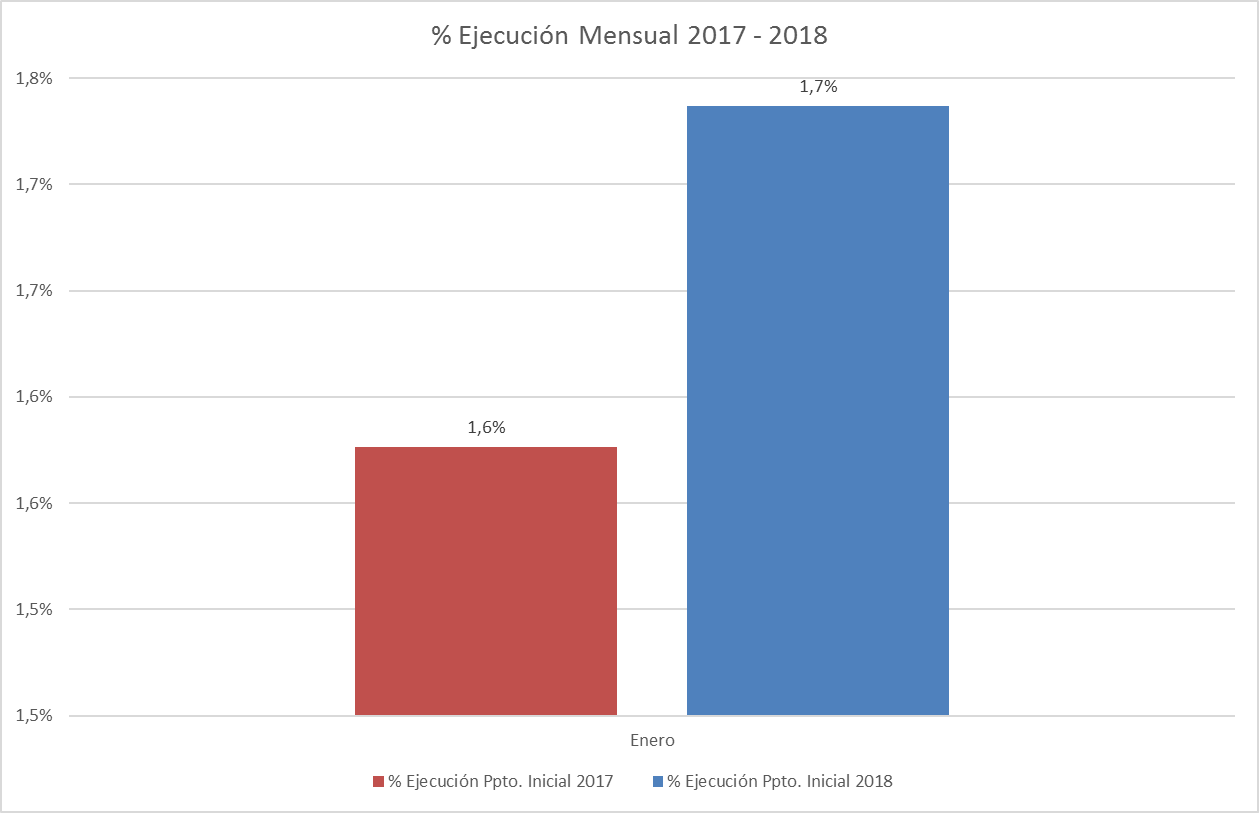 % Ejecución Mensual 2017 - 2018
1,8%
1,7%
1,7%
1,6%
1,6%
1,5%
1,5%
1,6%
1,7%
Enero
% Ejecución Ppto. Inicial 2017
% Ejecución Ppto. Inicial 2018